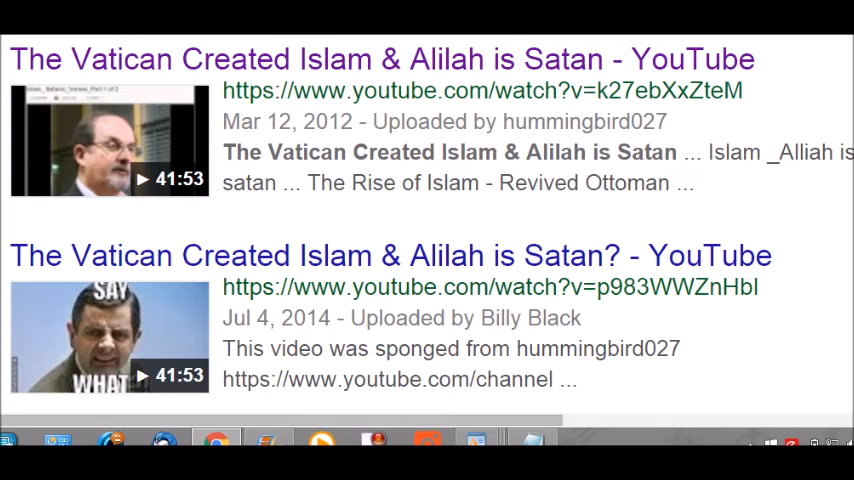 The Vatican Created Islam & Alilah is Satan - YouTube
https://www.youtube.com/watch?v=k27ebXxZteM
Mar 12, 2012 - Uploaded by hummingbird027
The Vatican Created Islam & Alilah is Satan ... Islam _Alliah is
satan ... The Rise of Islam - Revived Ottoman ...
41:53
The Vatican Created Islam & Alilah is Satan? - YouTube
https://www.youtube.com/watch?v=p983WWZnHbI
Jul 4, 2014 - Uploaded by Billy Black
This video was sponged from hummingbird027
https://www.youtube.com/channel ...
SAY
WHAT
41:53